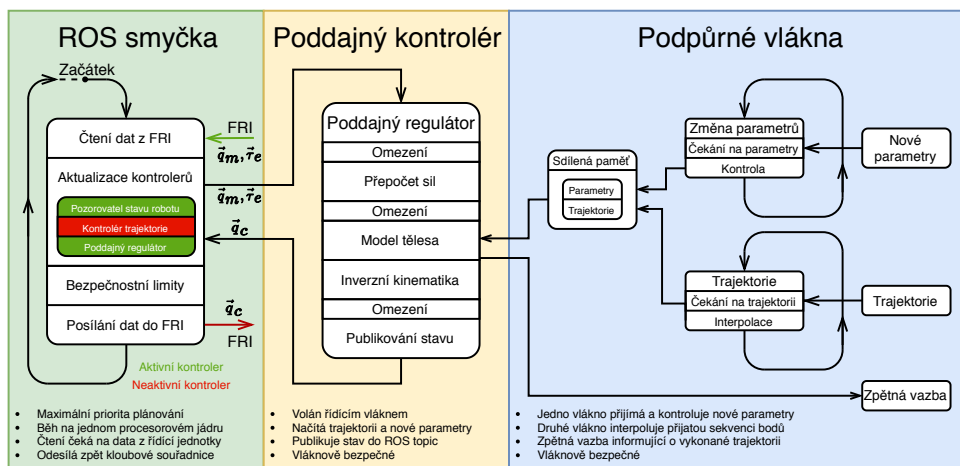 ROS smyčka
Začátek
Čtení dat z FRI
FRI
q⃗m, τ⃗e
Aktualizace kontrolerů
q⃗m, τ⃗e
Pozorovatel stavu robotu
Kontrolér trajektorie
Poddajný regulátor
q⃗c
Bezpečnostní limity
Posílání dat do FRI
q⃗c
FRI
Aktivní kontroler
Neaktivní kontroler
Maximální priorita plánování
Běh na jednom procesorovém jádru
Čtení čeká na data z řídící jednotky
Odesílá zpět kloubové souřadnice
Poddajný kontrolér
Poddajný regulátor
Omezení
Přepočet sil
Omezení
Model tělesa
Inverzní kinematika
Omezení
Publikování stavu
Volán řídícím vláknem
Načítá trajektorii a nové parametry
Publikuje stav do ROS topic
Vláknově bezpečné
Podpůrné vlákna
Sdílená paměť
Parametry
Trajektorie
Změna parametrů
Čekání na parametry
Kontrola
Nové
parametry
Trajektorie
Čekání na trajektorii
Interpolace
Trajektorie
Zpětná vazba
Jedno vlákno přijímá a kontroluje nové parametry
Druhé vlákno interpoluje přijatou sekvenci bodů
Zpětná vazba informující o vykonané trajektorii
Vláknově bezpečné